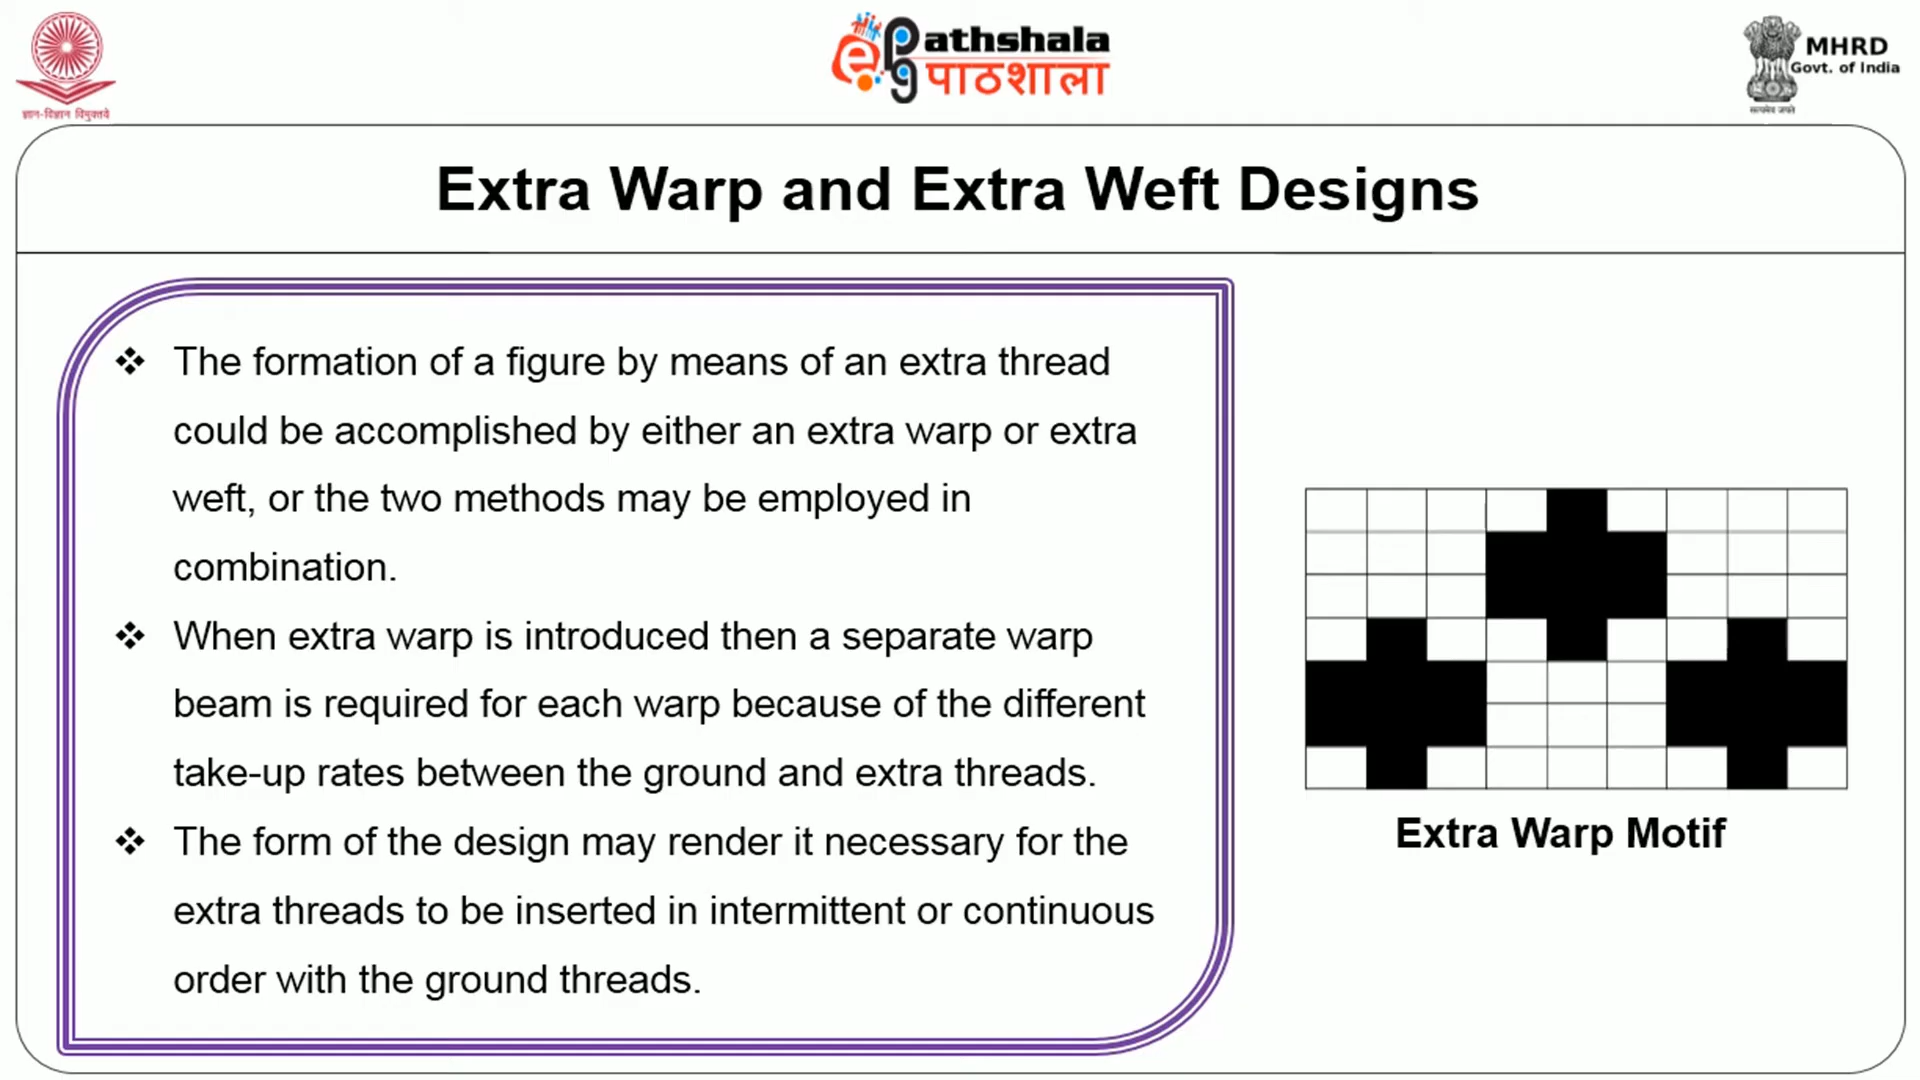 ज्ञान-विज्ञान विमुक्तये
e pg Pathshala
पाठशाला
MHRD
Govt. of India
सत्यमेव जयते
Extra Warp and Extra Weft Designs
❖ The formation of a figure by means of an extra thread
could be accomplished by either an extra warp or extra
weft, or the two methods may be employed in
combination.
❖ When extra warp is introduced then a separate warp
beam is required for each warp because of the different
take-up rates between the ground and extra threads.
❖ The form of the design may render it necessary for the
extra threads to be inserted in intermittent or continuous
order with the ground threads.
Extra Warp Motif